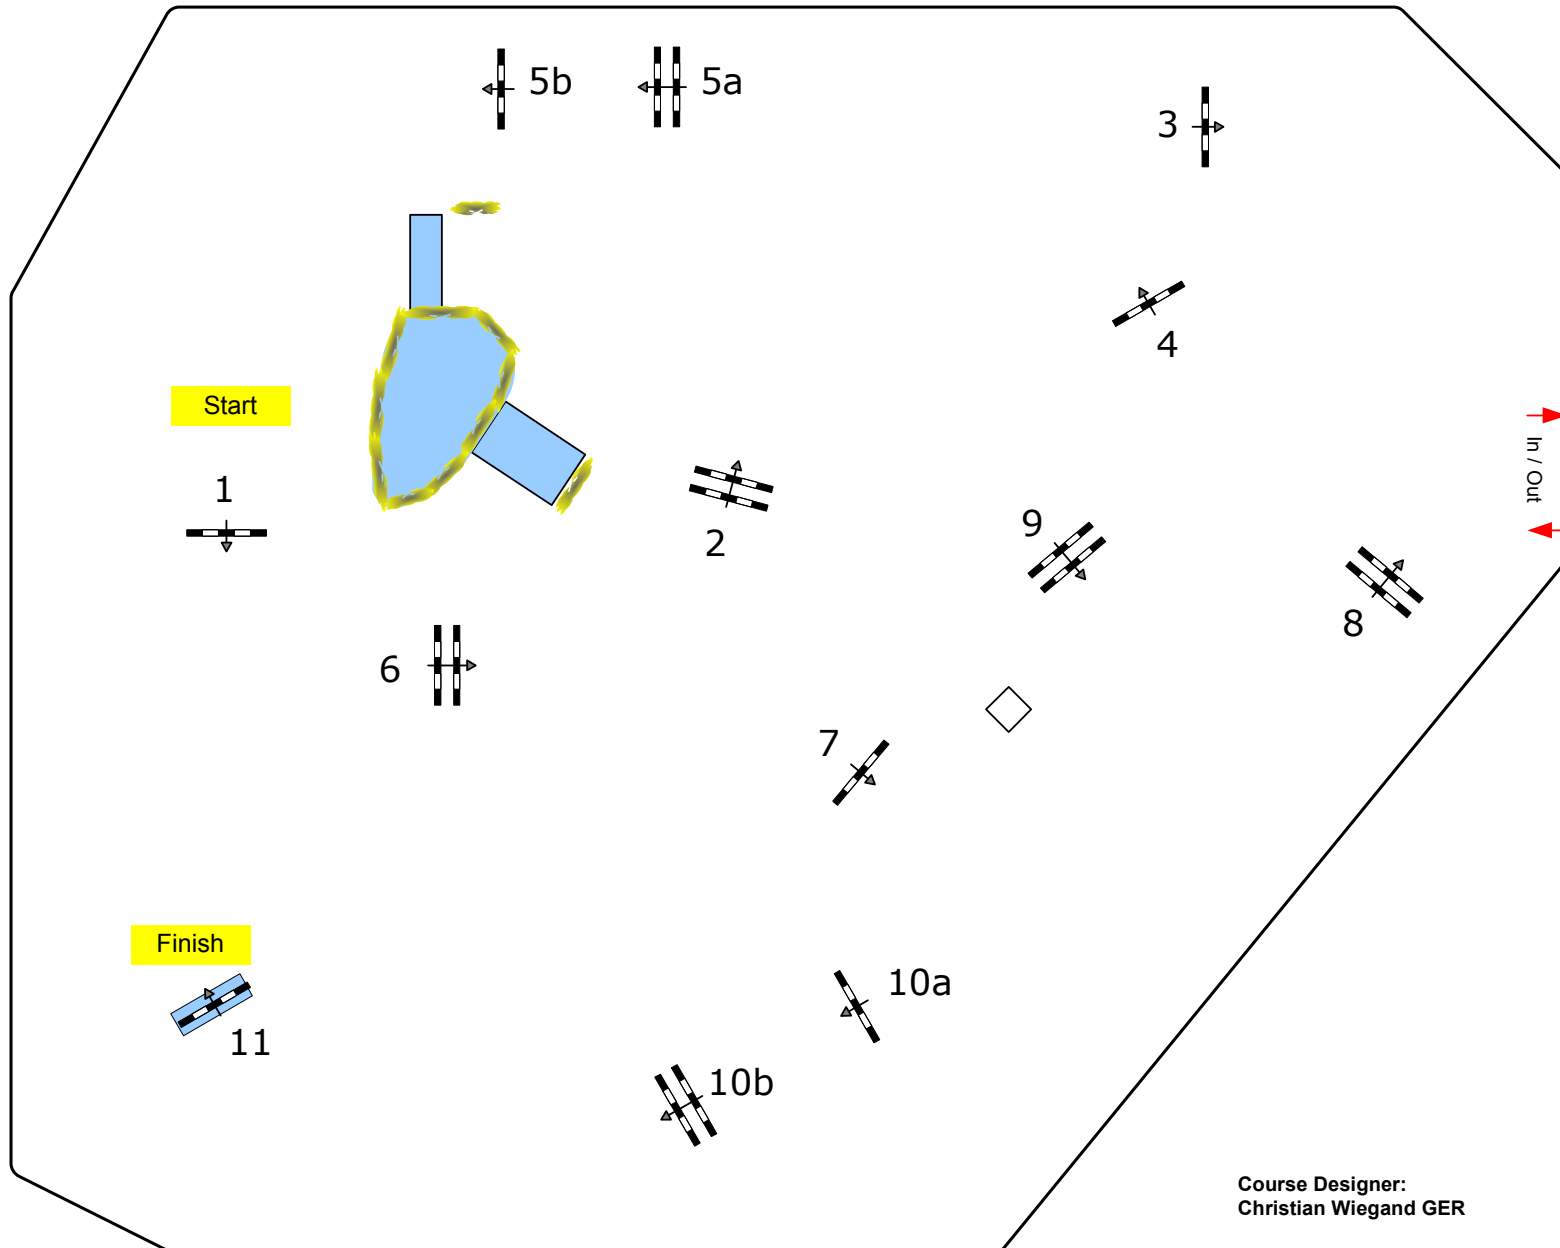 5b
5a
3
4
Start
In / Out
1
2
9
8
6
7
Finish
10a
11
10b
Course Designer:
Christian Wiegand GER